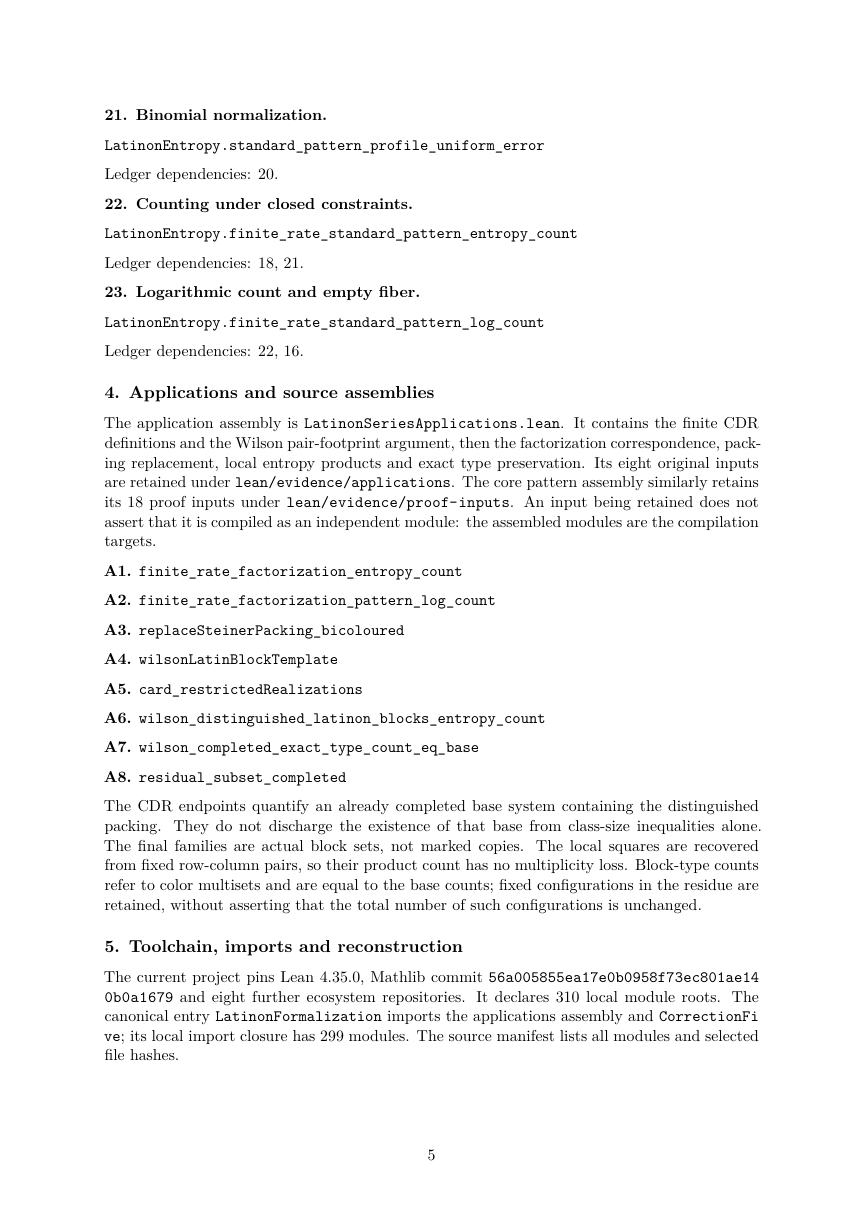 21. Binomial normalization.
LatinonEntropy.standard_pattern_profile_uniform_error
Ledger dependencies: 20.
22. Counting under closed constraints.
LatinonEntropy.finite_rate_standard_pattern_entropy_count
Ledger dependencies: 18, 21.
23. Logarithmic count and empty fiber.
LatinonEntropy.finite_rate_standard_pattern_log_count
Ledger dependencies: 22, 16.
4. Applications and source assemblies
The application assembly is LatinonSeriesApplications.lean. It contains the finite CDR
definitions and the Wilson pair-footprint argument, then the factorization correspondence, pack-
ing replacement, local entropy products and exact type preservation. Its eight original inputs
are retained under lean/evidence/applications. The core pattern assembly similarly retains
its 18 proof inputs under lean/evidence/proof-inputs. An input being retained does not
assert that it is compiled as an independent module: the assembled modules are the compilation
targets.
A1. finite_rate_factorization_entropy_count
A2. finite_rate_factorization_pattern_log_count
A3. replaceSteinerPacking_bicoloured
A4. wilsonLatinBlockTemplate
A5. card_restrictedRealizations
A6. wilson_distinguished_latinon_blocks_entropy_count
A7. wilson_completed_exact_type_count_eq_base
A8. residual_subset_completed
The CDR endpoints quantify an already completed base system containing the distinguished
packing. They do not discharge the existence of that base from class-size inequalities alone.
The final families are actual block sets, not marked copies. The local squares are recovered
from fixed row-column pairs, so their product count has no multiplicity loss. Block-type counts
refer to color multisets and are equal to the base counts; fixed configurations in the residue are
retained, without asserting that the total number of such configurations is unchanged.
5. Toolchain, imports and reconstruction
The current project pins Lean 4.35.0, Mathlib commit 56a005855ea17e0b0958f73ec801ae14
0b0a1679 and eight further ecosystem repositories. It declares 310 local module roots. The
canonical entry LatinonFormalization imports the applications assembly and CorrectionFi
ve; its local import closure has 299 modules. The source manifest lists all modules and selected
file hashes.
5